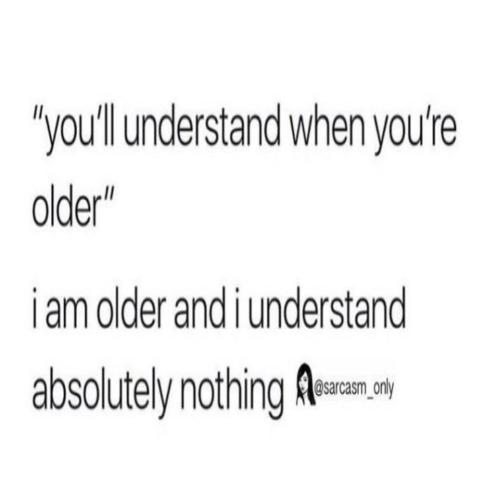 "you'll understand when you're
older"
i am older and i understand
absolutely nothing @sarcasm_only